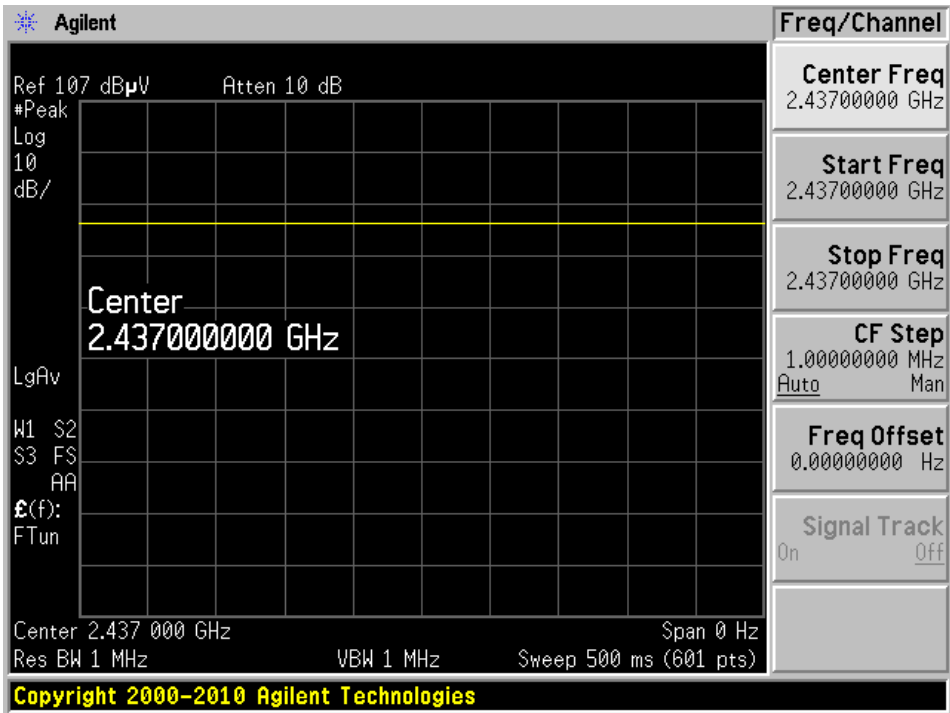 Agilent
Freq/Channel
Ref 107 dBµV Atten 10 dB
#Peak
Log
10
dB/
Center
2.437000000 GHz
LgAv
W1 S2
S3 FS
AA
£(f):
FTun
Center 2.437 000 GHz Span 0 Hz
Res BW 1 MHz VBW 1 MHz Sweep 500 ms (601 pts)
Copyright 2000-2010 Agilent Technologies
Center Freq
2.43700000 GHz
Start Freq
2.43700000 GHz
Stop Freq
2.43700000 GHz
CF Step
1.00000000 MHz
Auto Man
Freq Offset
0.00000000 Hz
Signal Track
On Off